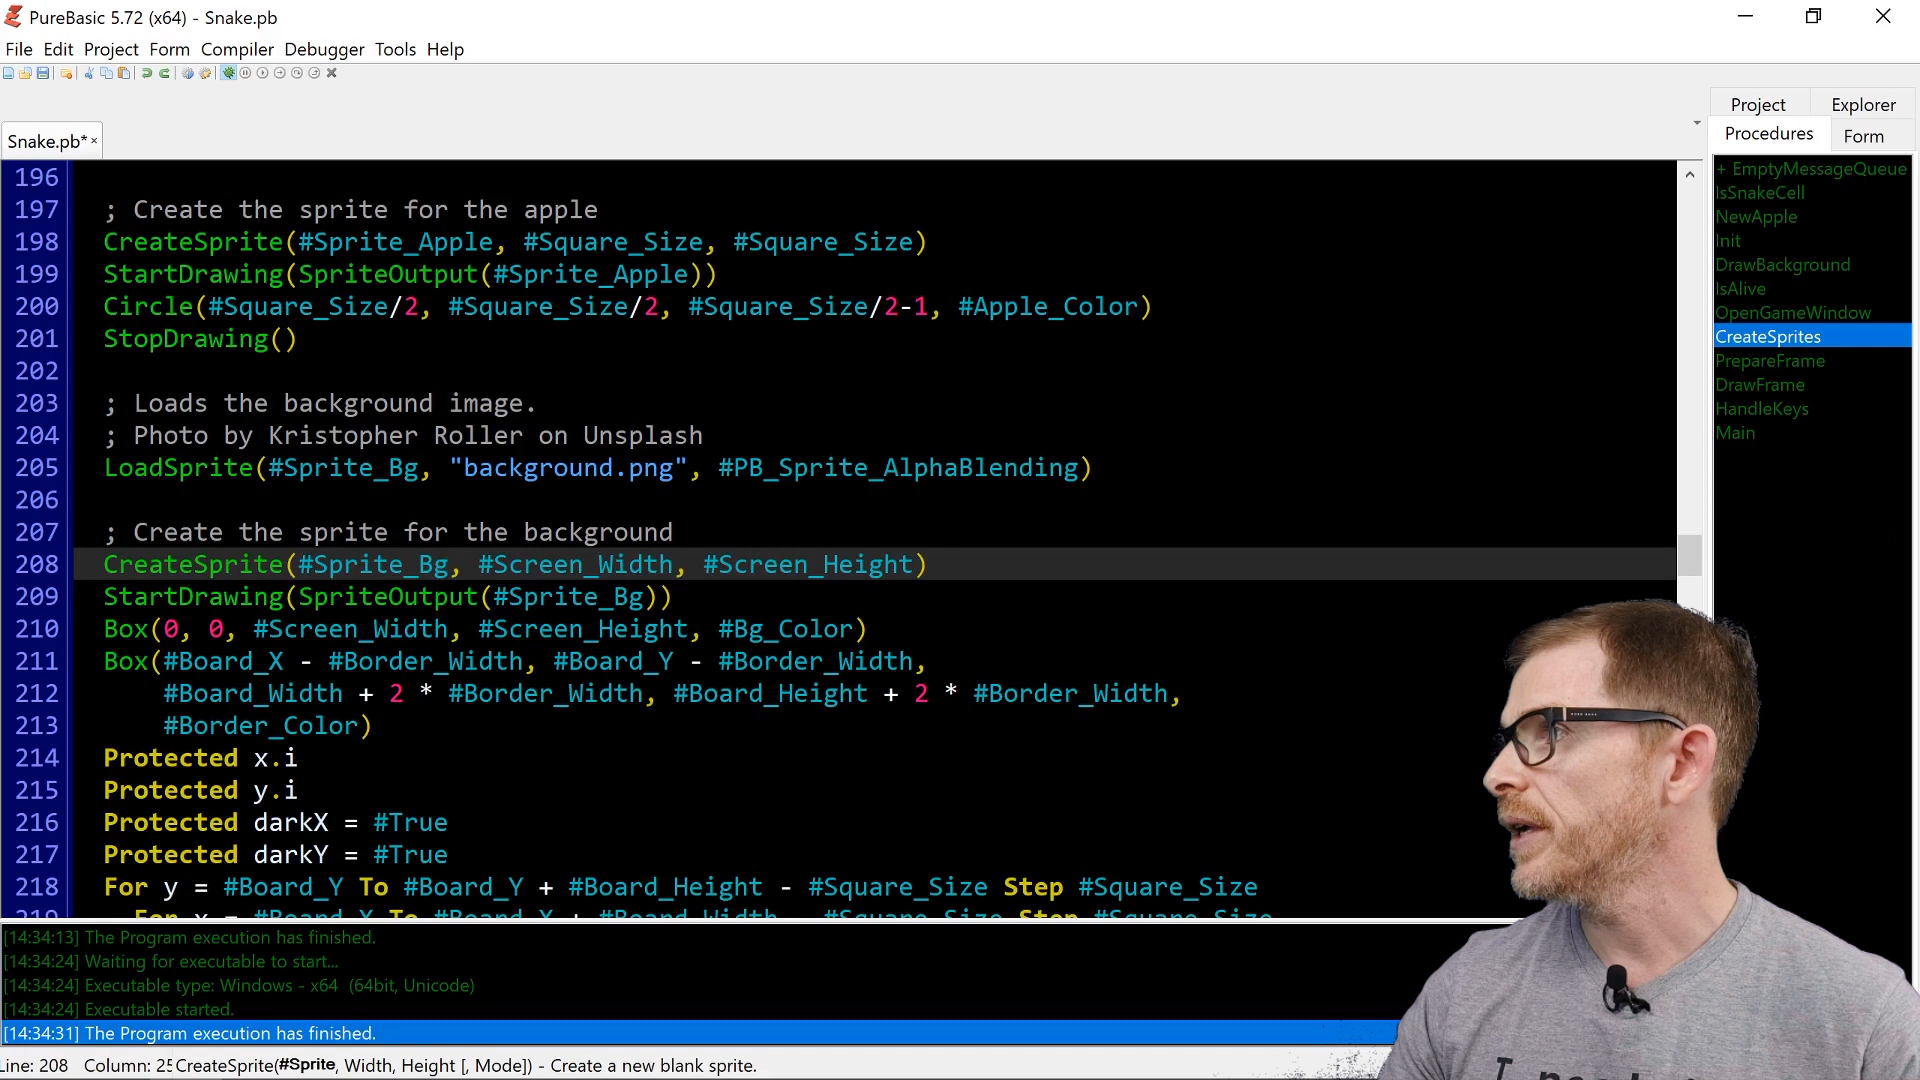 PureBasic 5.72 (x64) - Snake.pb
File Edit Project Form Compiler Debugger Tools Help
Project Explorer
Procedures Form
Snake.pb*
196
197 ; Create the sprite for the apple
198 CreateSprite(#Sprite_Apple, #Square_Size, #Square_Size)
199 StartDrawing(SpriteOutput(#Sprite_Apple))
200 Circle(#Square_Size/2, #Square_Size/2, #Square_Size/2-1, #Apple_Color)
201 StopDrawing()
202
203 ; Loads the background image.
204 ; Photo by Kristopher Roller on Unsplash
205 LoadSprite(#Sprite_Bg, "background.png", #PB_Sprite_AlphaBlending)
206
207 ; Create the sprite for the background
208 CreateSprite(#Sprite_Bg, #Screen_Width, #Screen_Height)
209 StartDrawing(SpriteOutput(#Sprite_Bg))
210 Box(0, 0, #Screen_Width, #Screen_Height, #Bg_Color)
211 Box(#Board_X - #Border_Width, #Board_Y - #Border_Width,
212 #Board_Width + 2 * #Border_Width, #Board_Height + 2 * #Border_Width,
213 #Border_Color)
214 Protected x.i
215 Protected y.i
216 Protected darkX = #True
217 Protected darkY = #True
218 For y = #Board_Y To #Board_Y + #Board_Height - #Square_Size Step #Square_Size
219 For x = #Board_X To #Board_X + #Board_Width - #Square_Size Step #Square_Size
+ EmptyMessageQueue
IsSnakeCell
NewApple
Init
DrawBackground
IsAlive
OpenGameWindow
CreateSprites
PrepareFrame
DrawFrame
HandleKeys
Main
[14:34:13] The Program execution has finished.
[14:34:24] Waiting for executable to start...
[14:34:24] Executable type: Windows - x64 (64bit, Unicode)
[14:34:24] Executable started.
[14:34:31] The Program execution has finished.
Line: 208 Column: 25 CreateSprite(#Sprite, Width, Height [, Mode]) - Create a new blank sprite.